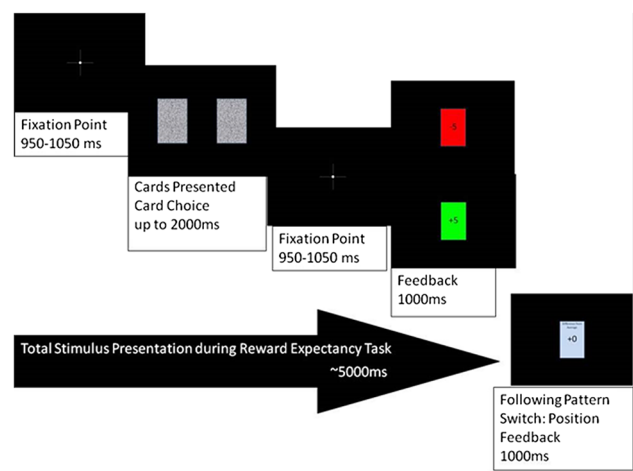 Fixation Point
950-1050 ms
Cards Presented
Card Choice
up to 2000ms
Fixation Point
950-1050 ms
-5
+5
Feedback
1000ms
Total Stimulus Presentation during Reward Expectancy Task
~5000ms
+0
Following Pattern
Switch: Position
Feedback
1000ms